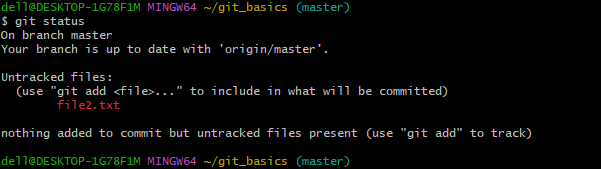 dell@DESKTOP-1G78F1M MINGW64 ~/git_basics (master)
$ git status
On branch master
Your branch is up to date with 'origin/master'.

Untracked files:
  (use "git add <file>..." to include in what will be committed)
        file2.txt

nothing added to commit but untracked files present (use "git add" to track)

dell@DESKTOP-1G78F1M MINGW64 ~/git_basics (master)